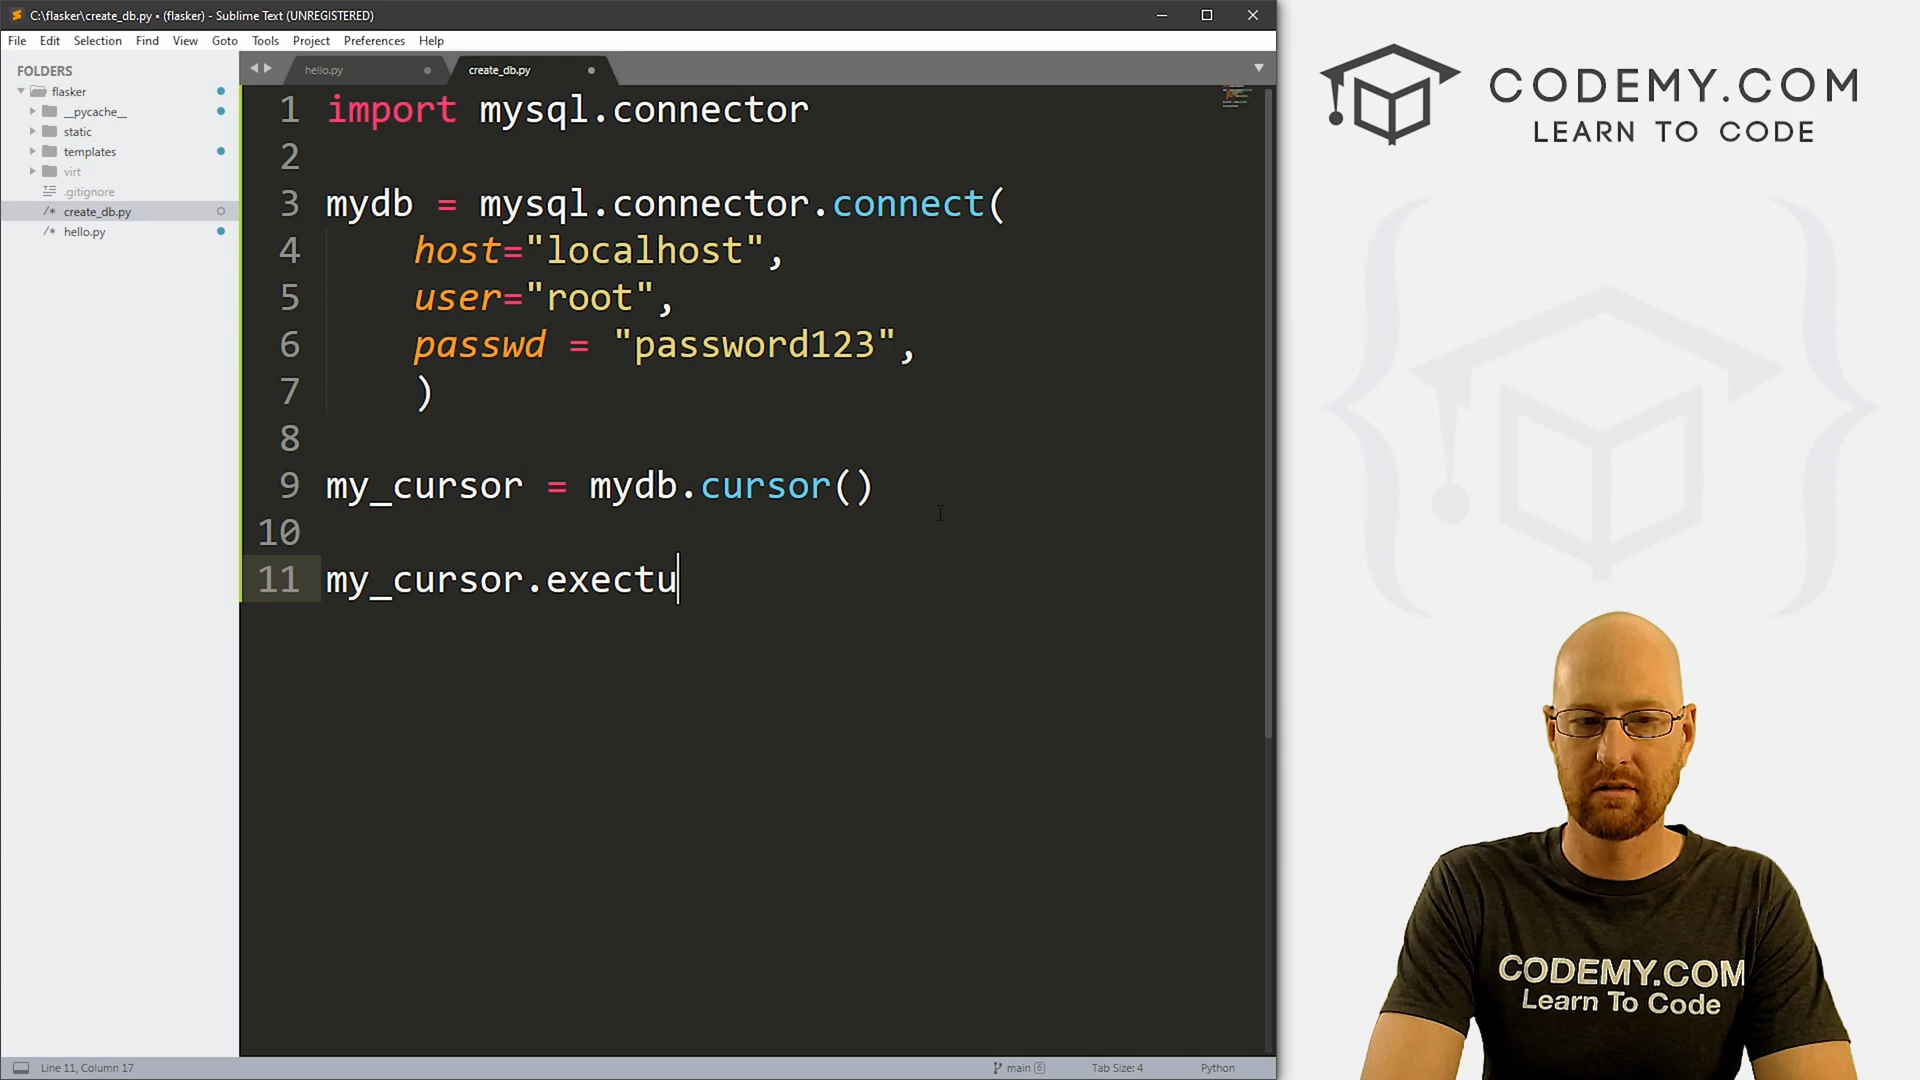 C:\flasker\create_db.py • (flasker) - Sublime Text (UNREGISTERED)
File Edit Selection Find View Goto Tools Project Preferences Help
FOLDERS
flasker
__pycache__
static
templates
virt
.gitignore
create_db.py
hello.py
hello.py
create_db.py
1 import mysql.connector
2
3 mydb = mysql.connector.connect(
4 host="localhost",
5 user="root",
6 passwd = "password123",
7 )
8
9 my_cursor = mydb.cursor()
10
11 my_cursor.exectu
Line 11, Column 17
main 6
Tab Size: 4
Python
CODEMY.COM
LEARN TO CODE
CODEMY.COM
Learn To Code